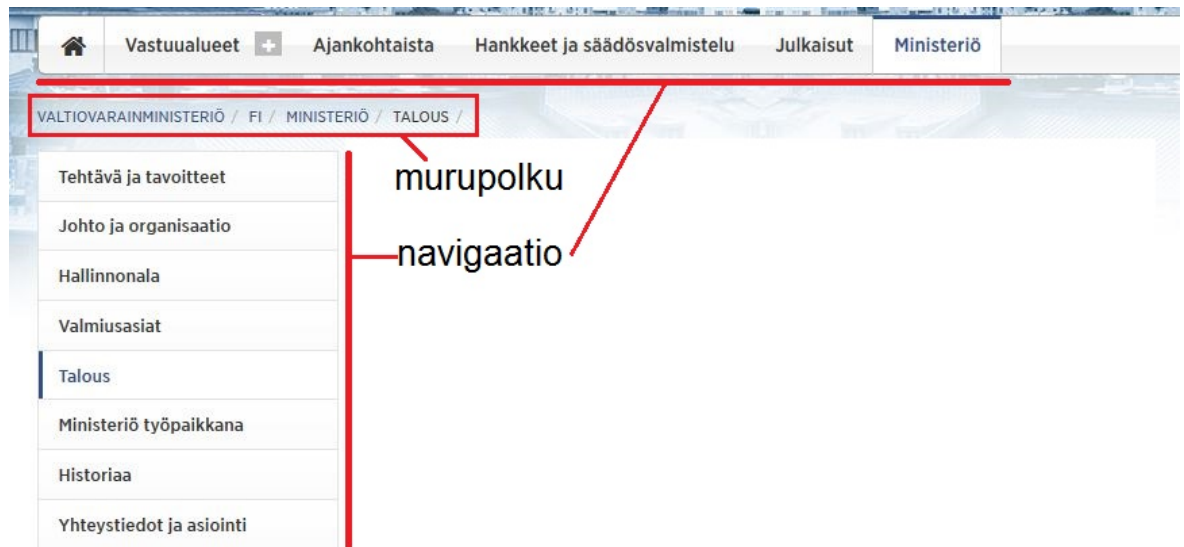 Vastuualueet + Ajankohtaista Hankkeet ja säädösvalmistelu Julkaisut Ministeriö
VALTIOVARAINMINISTERIÖ / FI / MINISTERIÖ / TALOUS /
murupolku
navigaatio
Tehtävä ja tavoitteet
Johto ja organisaatio
Hallinnonala
Valmiusasiat
Talous
Ministeriö työpaikkana
Historiaa
Yhteystiedot ja asiointi